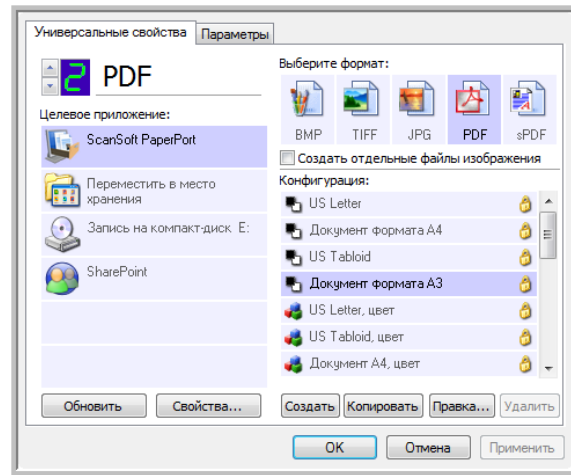 Универсальные свойства
Параметры
2
PDF
Целевое приложение:
ScanSoft PaperPort
Переместить в место
хранения
Запись на компакт-диск E:
SharePoint
Обновить
Свойства...
Выберите формат:
BMP
TIFF
JPG
PDF
sPDF
Создать отдельные файлы изображения
Конфигурация:
US Letter
Документ формата A4
US Tabloid
Документ формата A3
US Letter, цвет
US Tabloid, цвет
Документ A4, цвет
Создать
Копировать
Правка...
Удалить
OK
Отмена
Применить